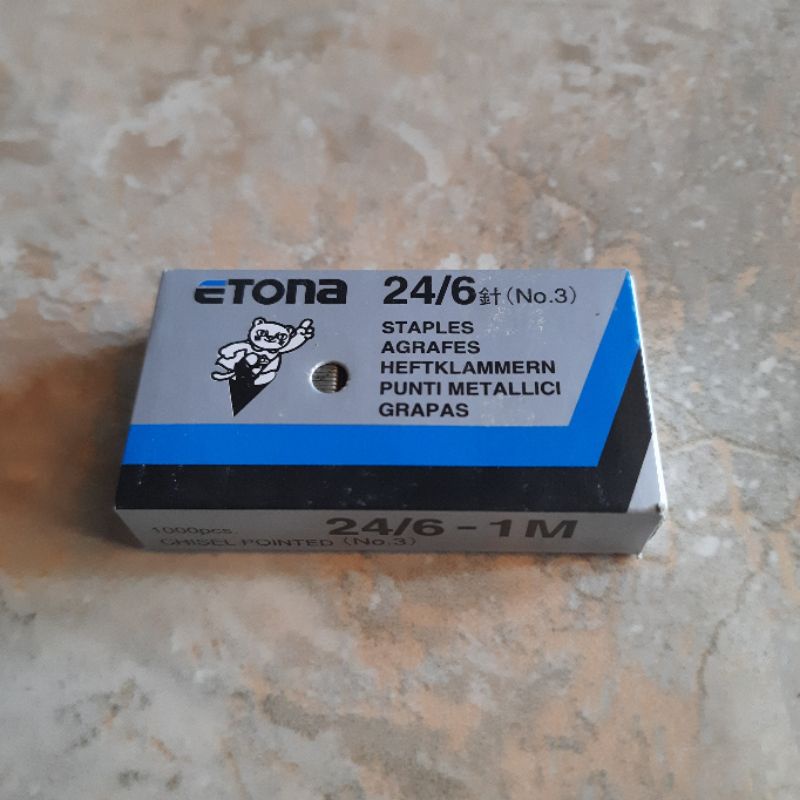 ETONA 24/6針(No.3)
STAPLES
AGRAFES
HEFTKLAMMERN
PUNTI METALLICI
GRAPAS
1000pcs. 24/6-1M
CHISEL POINTED (No.3)